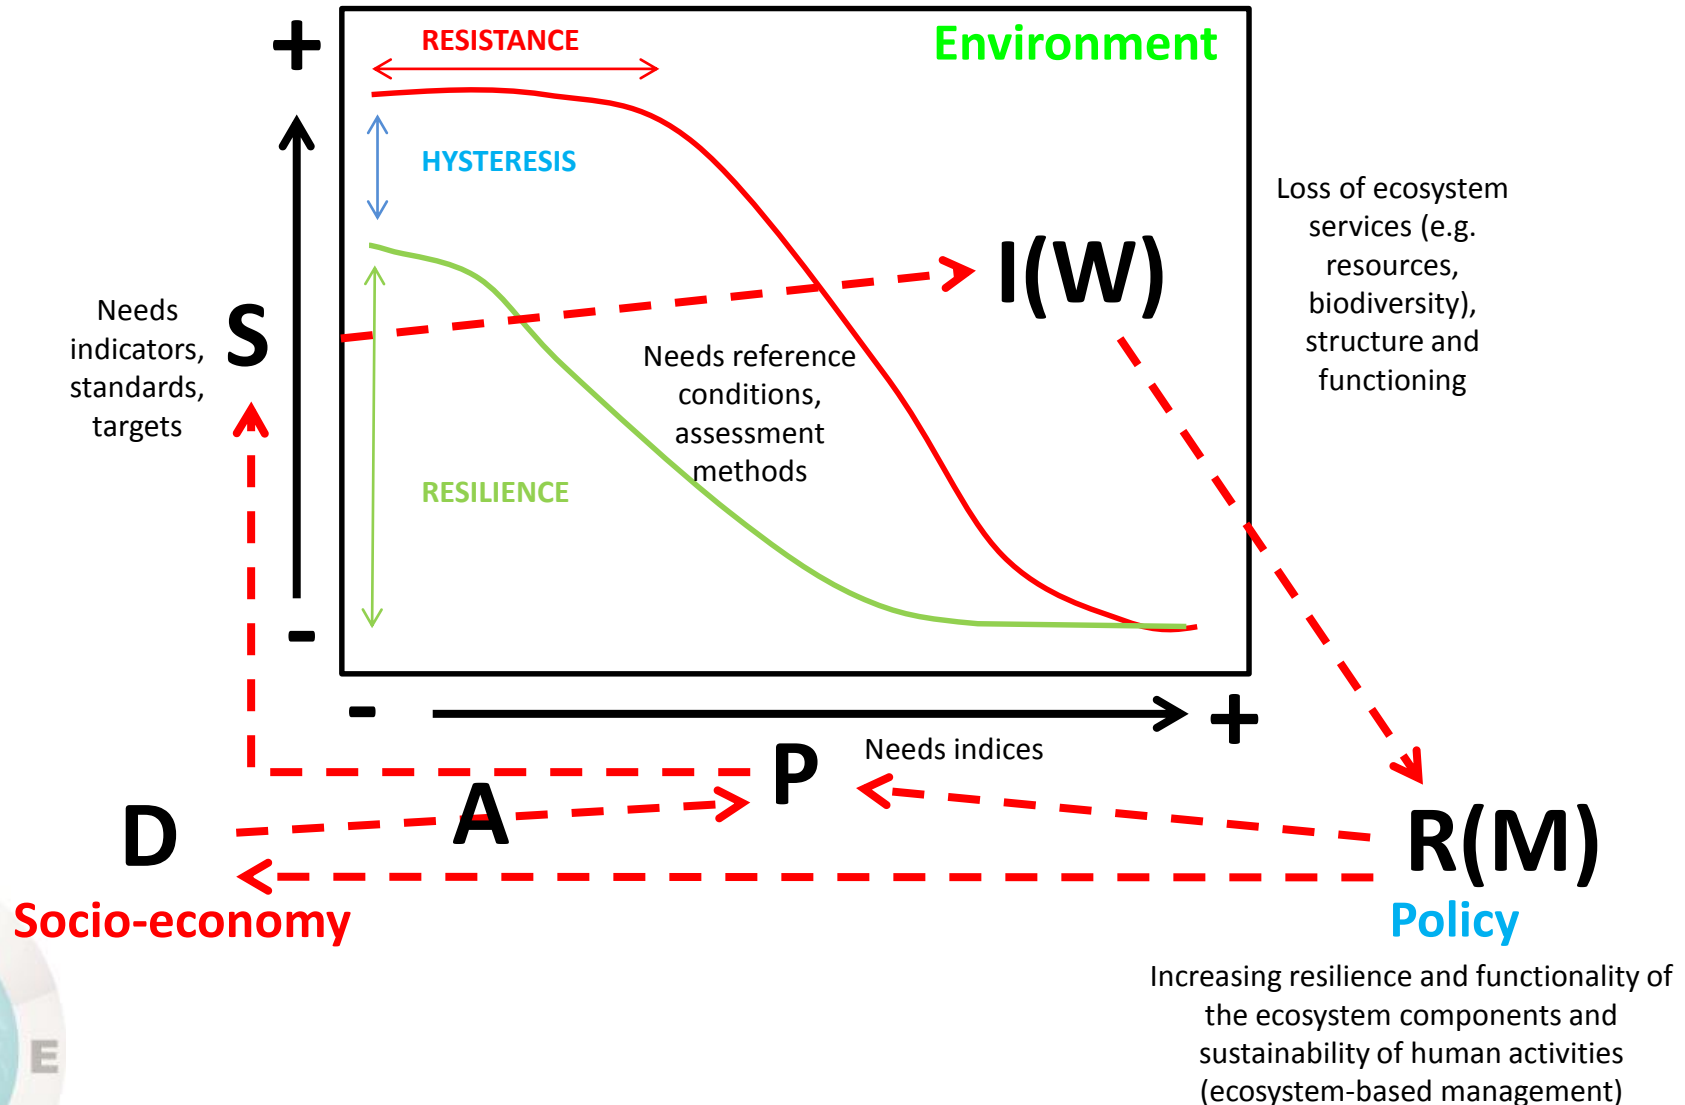 +
RESISTANCE
Environment
HYSTERESIS
Loss of ecosystem
services (e.g.
resources,
biodiversity),
structure and
functioning
I(W)
Needs
indicators,
standards,
targets
S
Needs reference
conditions,
assessment
methods
RESILIENCE
-
-
+
P
Needs indices
D
A
R(M)
Socio-economy
Policy
Increasing resilience and functionality of
the ecosystem components and
sustainability of human activities
(ecosystem-based management)
E